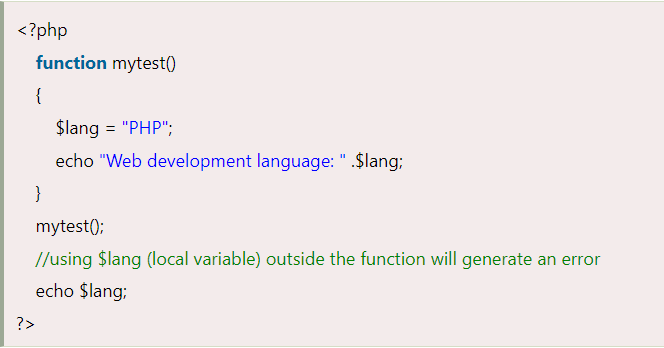 <?php
function mytest()
{
$lang = "PHP";
echo "Web development language: " .$lang;
}
mytest();
//using $lang (local variable) outside the function will generate an error
echo $lang;
?>